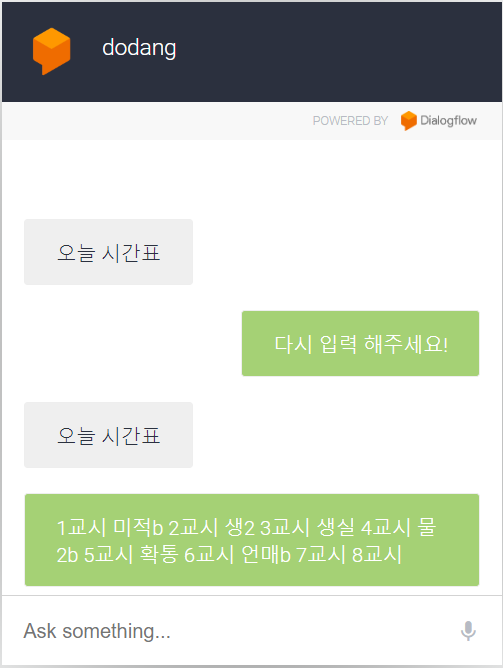 dodang
POWERED BY Dialogflow
오늘 시간표
다시 입력 해주세요!
오늘 시간표
1교시 미적b 2교시 생2 3교시 생실 4교시 물
2b 5교시 확통 6교시 언매b 7교시 8교시
Ask something...